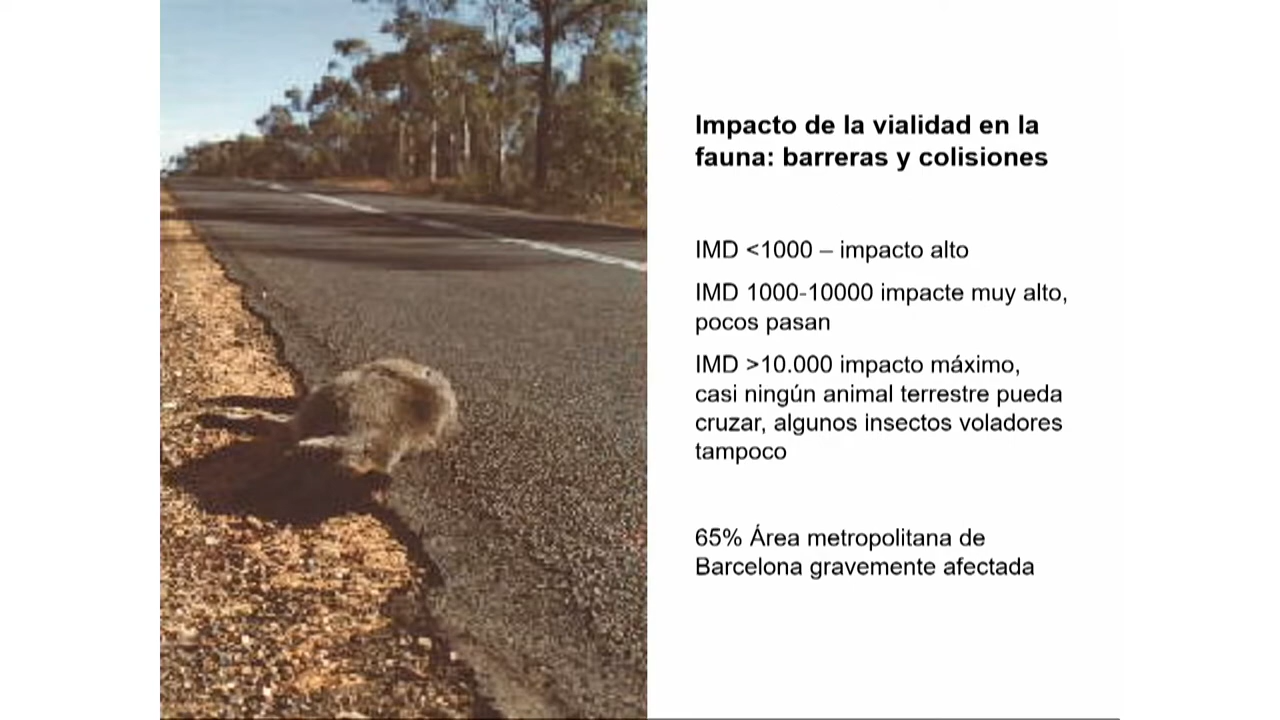 Impacto de la vialidad en la
fauna: barreras y colisiones
IMD <1000 – impacto alto
IMD 1000-10000 impacte muy alto,
pocos pasan
IMD >10.000 impacto máximo,
casi ningún animal terrestre pueda
cruzar, algunos insectos voladores
tampoco
65% Área metropolitana de
Barcelona gravemente afectada